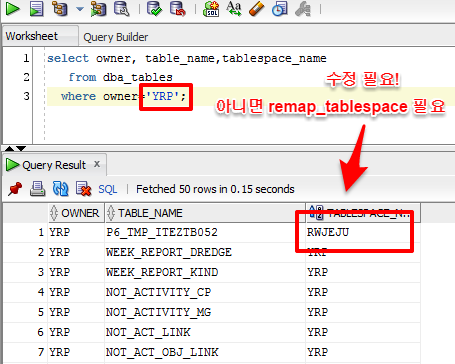 Worksheet Query Builder
1 select owner, table_name,tablespace_name
2 from dba_tables
3 where owner='YRP';
수정 필요!
아니면 remap_tablespace 필요
Query Result ×
SQL | Fetched 50 rows in 0.15 seconds
OWNER TABLE_NAME TABLESPACE_N...
1 YRP P6_TMP_ITEZTB052 RWJEJU
2 YRP WEEK_REPORT_DREDGE YRP
3 YRP WEEK_REPORT_KIND YRP
4 YRP NOT_ACTIVITY_CP YRP
5 YRP NOT_ACTIVITY_MG YRP
6 YRP NOT_ACT_LINK YRP
7 YRP NOT_ACT_OBJ_LINK YRP